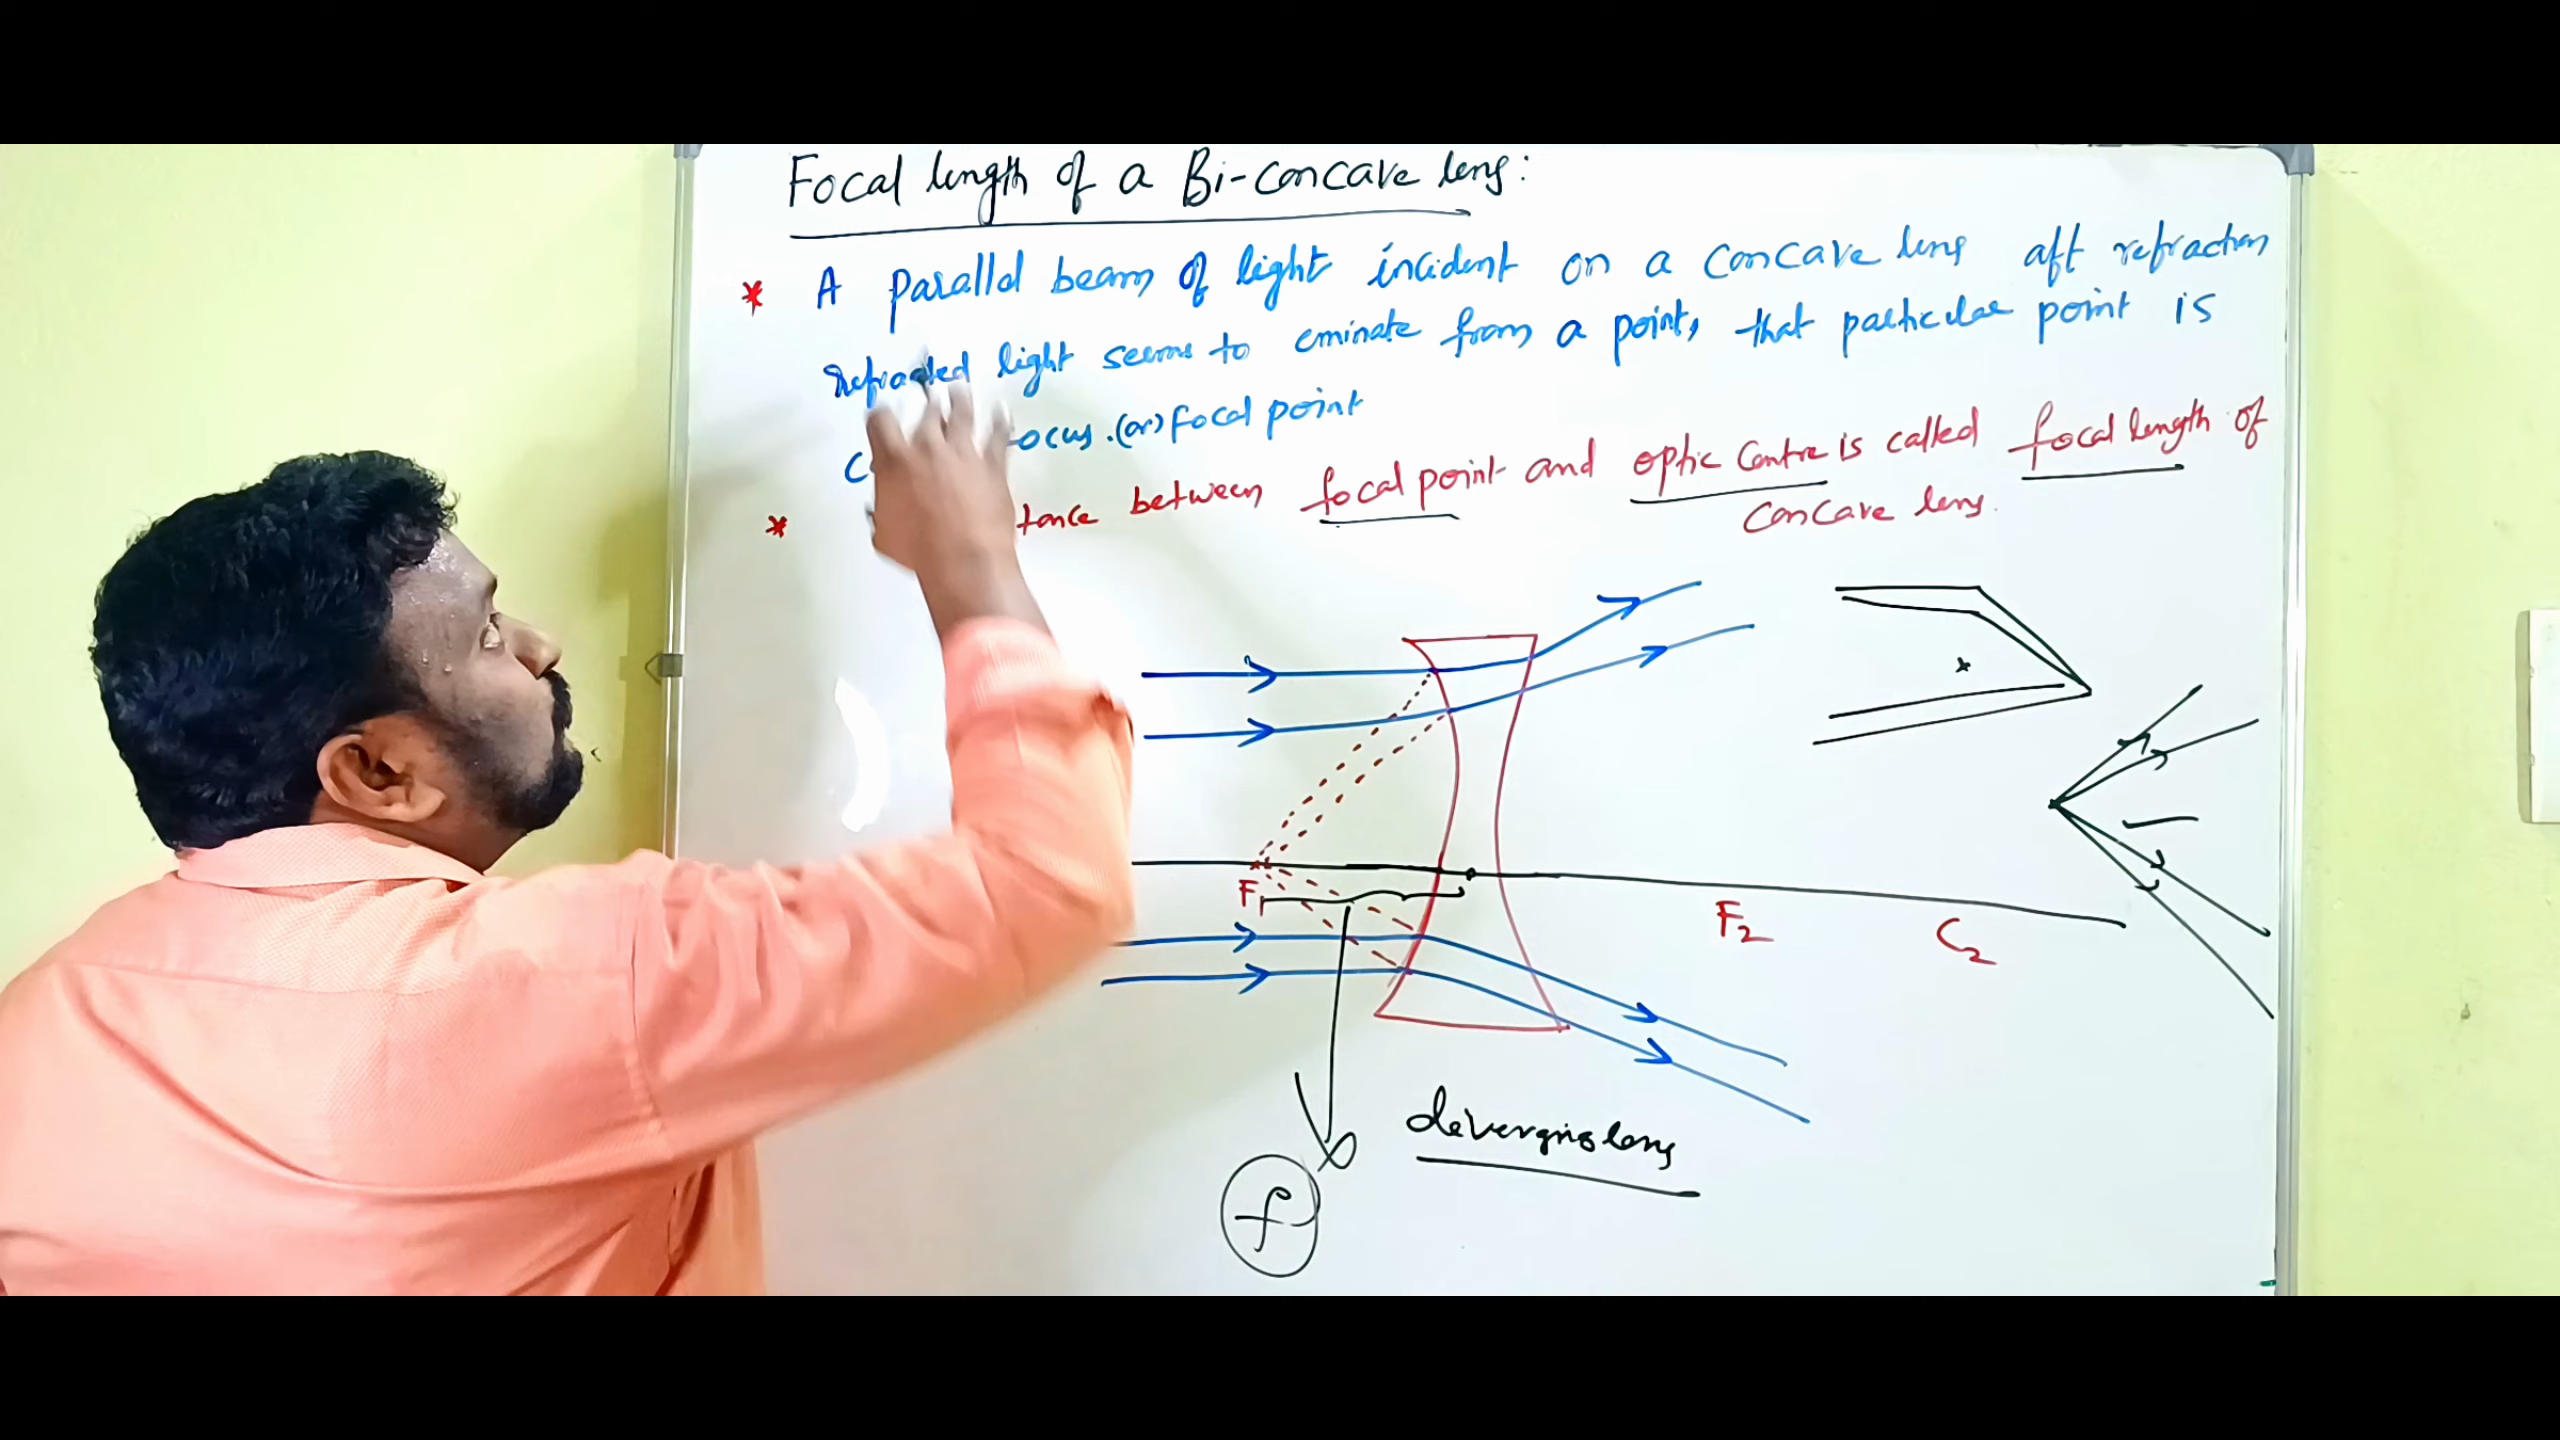 Focal length of a Bi-concave lens:
* A parallel beam of light incident on a concave lens aft refraction
refracted light seems to eminate from a point, that particular point is
ocus. (or) Focal point
* tance between focal point and optic centre is called focal length of
concave lens.
F1
F2
C2
diverging lens
f